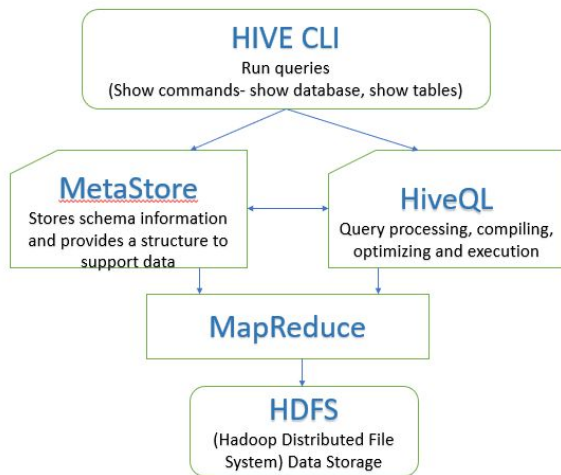 HIVE CLI
Run queries
(Show commands- show database, show tables)
MetaStore
Stores schema information
and provides a structure to
support data
HiveQL
Query processing, compiling,
optimizing and execution
MapReduce
HDFS
(Hadoop Distributed File
System) Data Storage